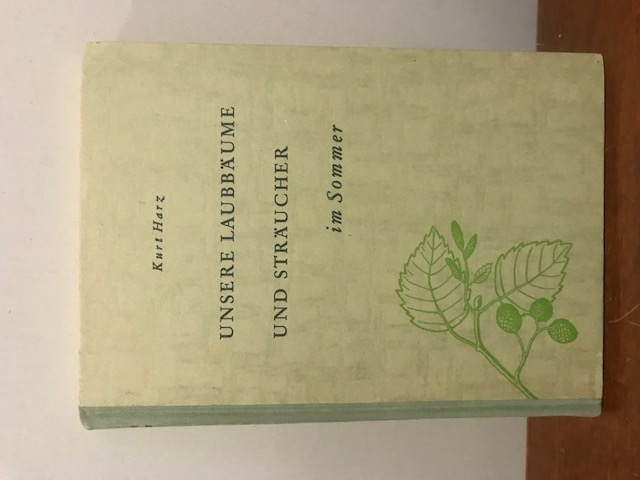 Kurt Harz
UNSERE LAUBBÄUME
UND STRÄUCHER
im Sommer